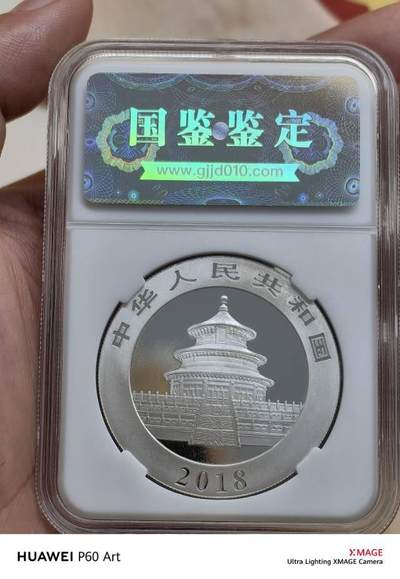 国鉴鉴定
www.gjjd010.com
中华人民共和国
2018
HUAWEI P60 Art
XMAGE
Ultra Lighting XMAGE Camera